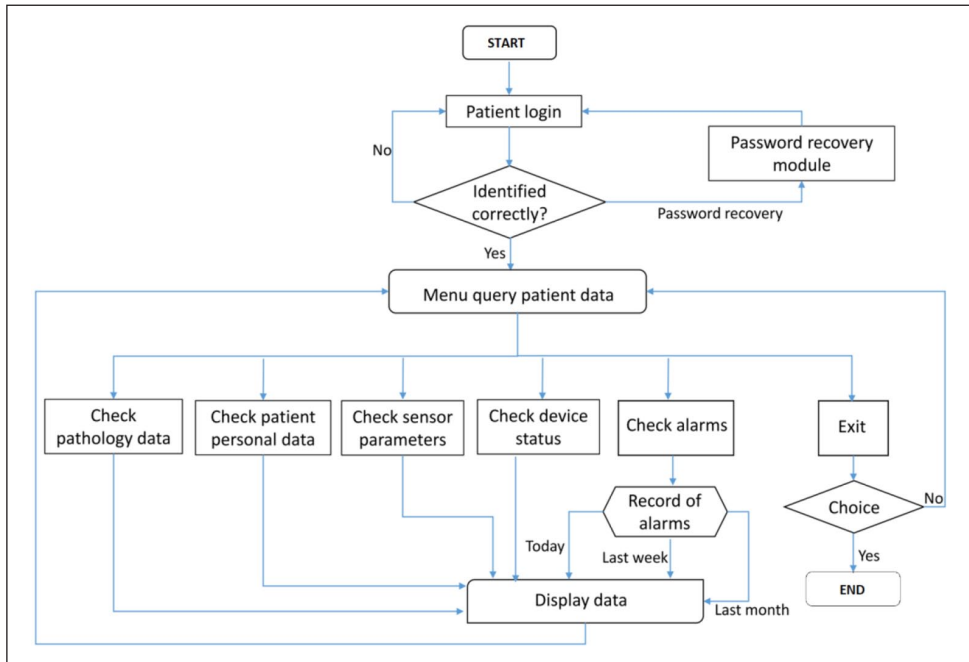 START
Patient login
Password recovery
module
No
Identified
correctly?
Password recovery
Yes
Menu query patient data
Check
pathology data
Check patient
personal data
Check sensor
parameters
Check device
status
Check alarms
Exit
Record of
alarms
Choice
No
Today
Last week
Last month
Yes
Display data
END